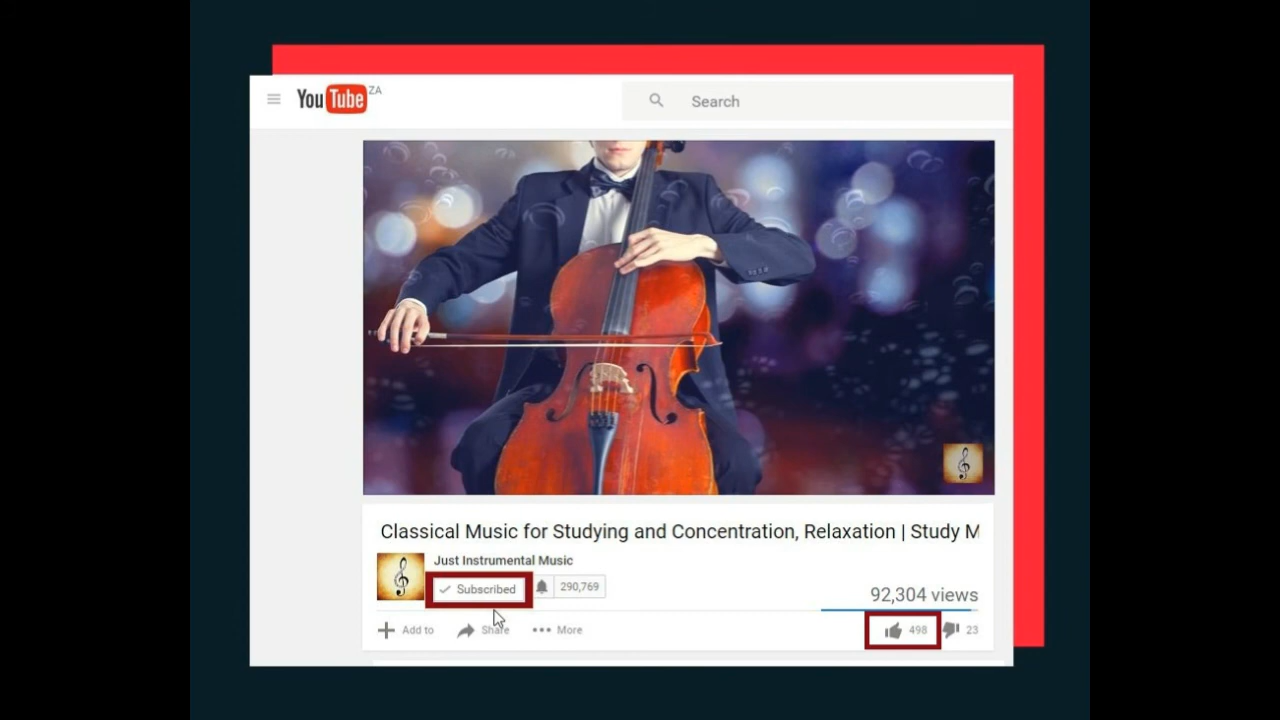 YouTube ZA
Search
Classical Music for Studying and Concentration, Relaxation | Study M
Just Instrumental Music
Subscribed 290,769
92,304 views
Add to Share More 498 23